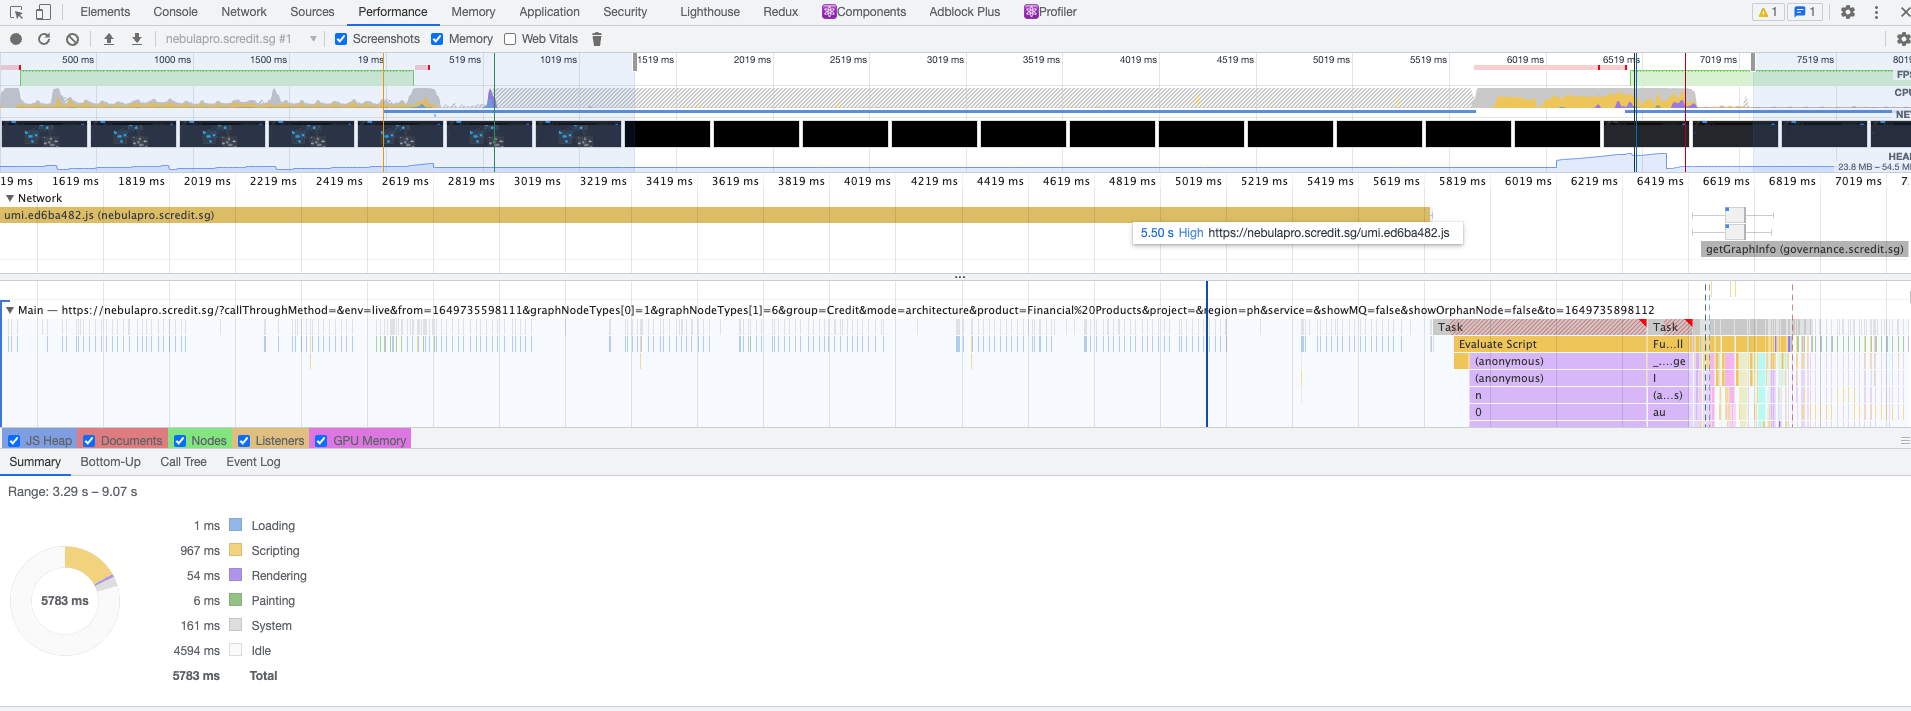 Elements Console Network Sources Performance Memory Application Security Lighthouse Redux Components Adblock Plus Profiler 1 1
nebulapro.scredit.sg #1 Screenshots Memory Web Vitals
500 ms 1000 ms 1500 ms 19 ms 519 ms 1019 ms 1519 ms 2019 ms 2519 ms 3019 ms 3519 ms 4019 ms 4519 ms 5019 ms 5519 ms 6019 ms 6519 ms 7019 ms 7519 ms 8019
FPS
CPU
NET
HEAP
23.8 MB – 54.5 M
19 ms 1619 ms 1819 ms 2019 ms 2219 ms 2419 ms 2619 ms 2819 ms 3019 ms 3219 ms 3419 ms 3619 ms 3819 ms 4019 ms 4219 ms 4419 ms 4619 ms 4819 ms 5019 ms 5219 ms 5419 ms 5619 ms 5819 ms 6019 ms 6219 ms 6419 ms 6619 ms 6819 ms 7019 ms 7
Network
umi.ed6ba482.js (nebulapro.scredit.sg)
5.50 s High https://nebulapro.scredit.sg/umi.ed6ba482.js
getGraphInfo (governance.scredit.sg)
...
Main — https://nebulapro.scredit.sg/?callThroughMethod=&env=live&from=1649735598111&graphNodeTypes[0]=1&graphNodeTypes[1]=6&group=Credit&mode=architecture&product=Financial%20Products&project=&region=ph&service=&showMQ=false&showOrphanNode=false&to=1649735898112
Task Task
Evaluate Script Fu...ll
(anonymous) _....ge
(anonymous) l
n (a...s)
0 au
JS Heap Documents Nodes Listeners GPU Memory
Summary Bottom-Up Call Tree Event Log
Range: 3.29 s – 9.07 s
1 ms Loading
967 ms Scripting
54 ms Rendering
5783 ms 6 ms Painting
161 ms System
4594 ms Idle
5783 ms Total